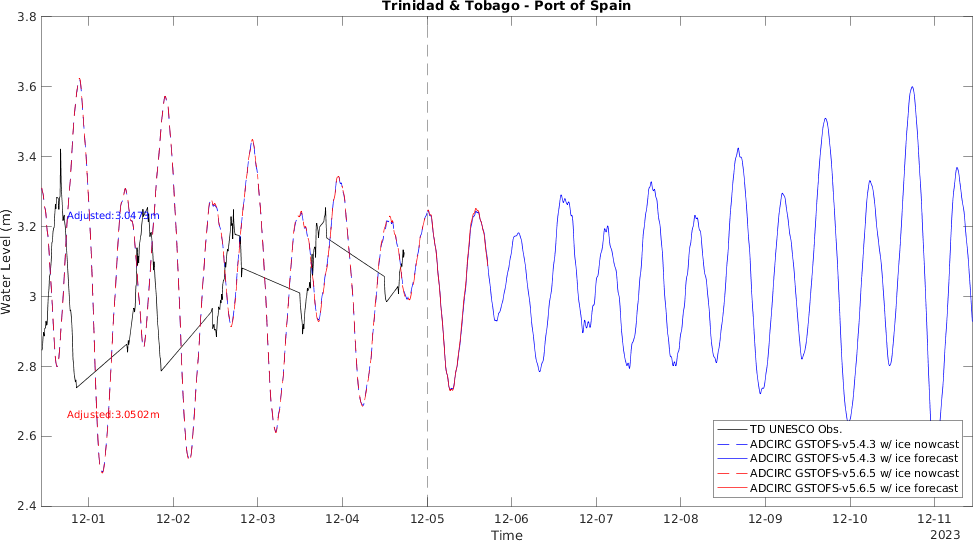 Trinidad & Tobago - Port of Spain
Water Level (m)
3.8
3.6
3.4
3.2
3
2.8
2.6
2.4
Adjusted:3.0479m
Adjusted:3.0502m
TD UNESCO Obs.
ADCIRC GSTOFS-v5.4.3 w/ ice nowcast
ADCIRC GSTOFS-v5.4.3 w/ ice forecast
ADCIRC GSTOFS-v5.6.5 w/ ice nowcast
ADCIRC GSTOFS-v5.6.5 w/ ice forecast
12-01 12-02 12-03 12-04 12-05 12-06 12-07 12-08 12-09 12-10 12-11
Time
2023